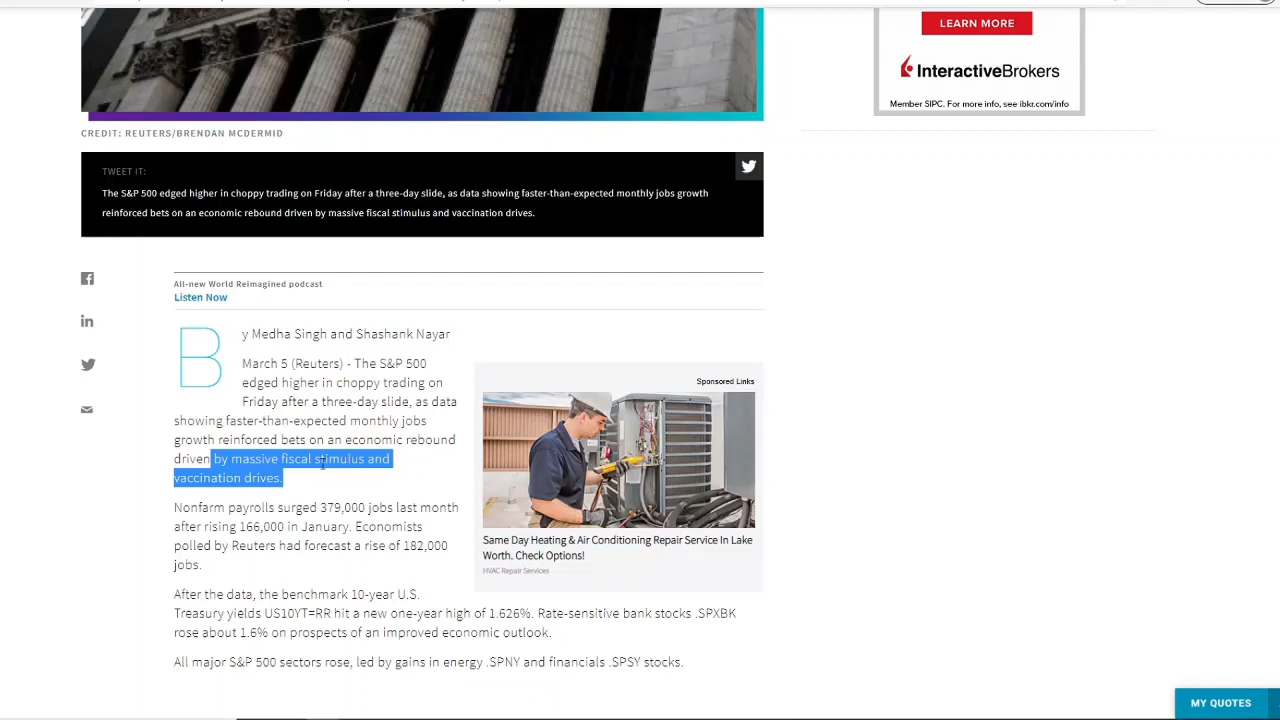 LEARN MORE
InteractiveBrokers
Member SIPC. For more info, see ibkr.com/info
CREDIT: REUTERS/BRENDAN MCDERMID
TWEET IT:
The S&P 500 edged higher in choppy trading on Friday after a three-day slide, as data showing faster-than-expected monthly jobs growth
reinforced bets on an economic rebound driven by massive fiscal stimulus and vaccination drives.
All-new World Reimagined podcast
Listen Now
By Medha Singh and Shashank Nayar
March 5 (Reuters) - The S&P 500
edged higher in choppy trading on
Friday after a three-day slide, as data
showing faster-than-expected monthly jobs
growth reinforced bets on an economic rebound
driven by massive fiscal stimulus and
vaccination drives.
Sponsored Links
Same Day Heating & Air Conditioning Repair Service In Lake
Worth. Check Options!
HVAC Repair Services
Nonfarm payrolls surged 379,000 jobs last month
after rising 166,000 in January. Economists
polled by Reuters had forecast a rise of 182,000
jobs.
After the data, the benchmark 10-year U.S.
Treasury yields US10YT=RR hit a new one-year high of 1.626%. Rate-sensitive bank stocks .SPXBK
rose about 1.6% on prospects of an improved economic outlook.
All major S&P 500 sectors rose, led by gains in energy .SPNY and financials .SPSY stocks.
MY QUOTES